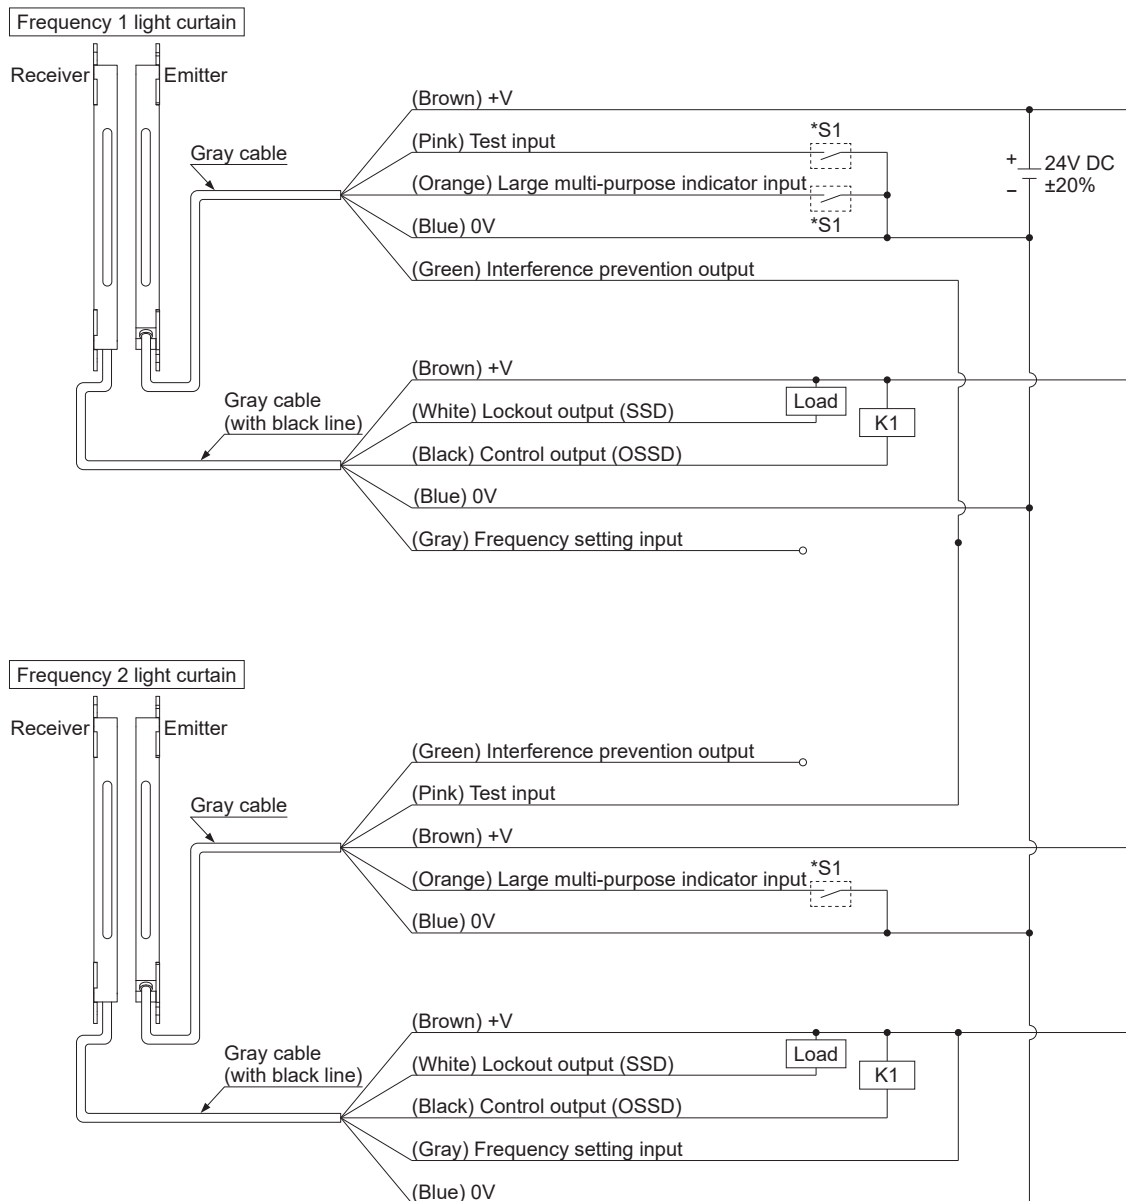 Frequency 1 light curtain
Receiver
Emitter
Gray cable
(Brown) +V
(Pink) Test input
*S1
(Orange) Large multi-purpose indicator input
*S1
(Blue) 0V
(Green) Interference prevention output
+
−
24V DC
±20%
Gray cable
(with black line)
(Brown) +V
Load
(White) Lockout output (SSD)
K1
(Black) Control output (OSSD)
(Blue) 0V
(Gray) Frequency setting input
Frequency 2 light curtain
Receiver
Emitter
Gray cable
(Green) Interference prevention output
(Pink) Test input
(Brown) +V
(Orange) Large multi-purpose indicator input
*S1
(Blue) 0V
Gray cable
(with black line)
(Brown) +V
Load
(White) Lockout output (SSD)
K1
(Black) Control output (OSSD)
(Gray) Frequency setting input
(Blue) 0V